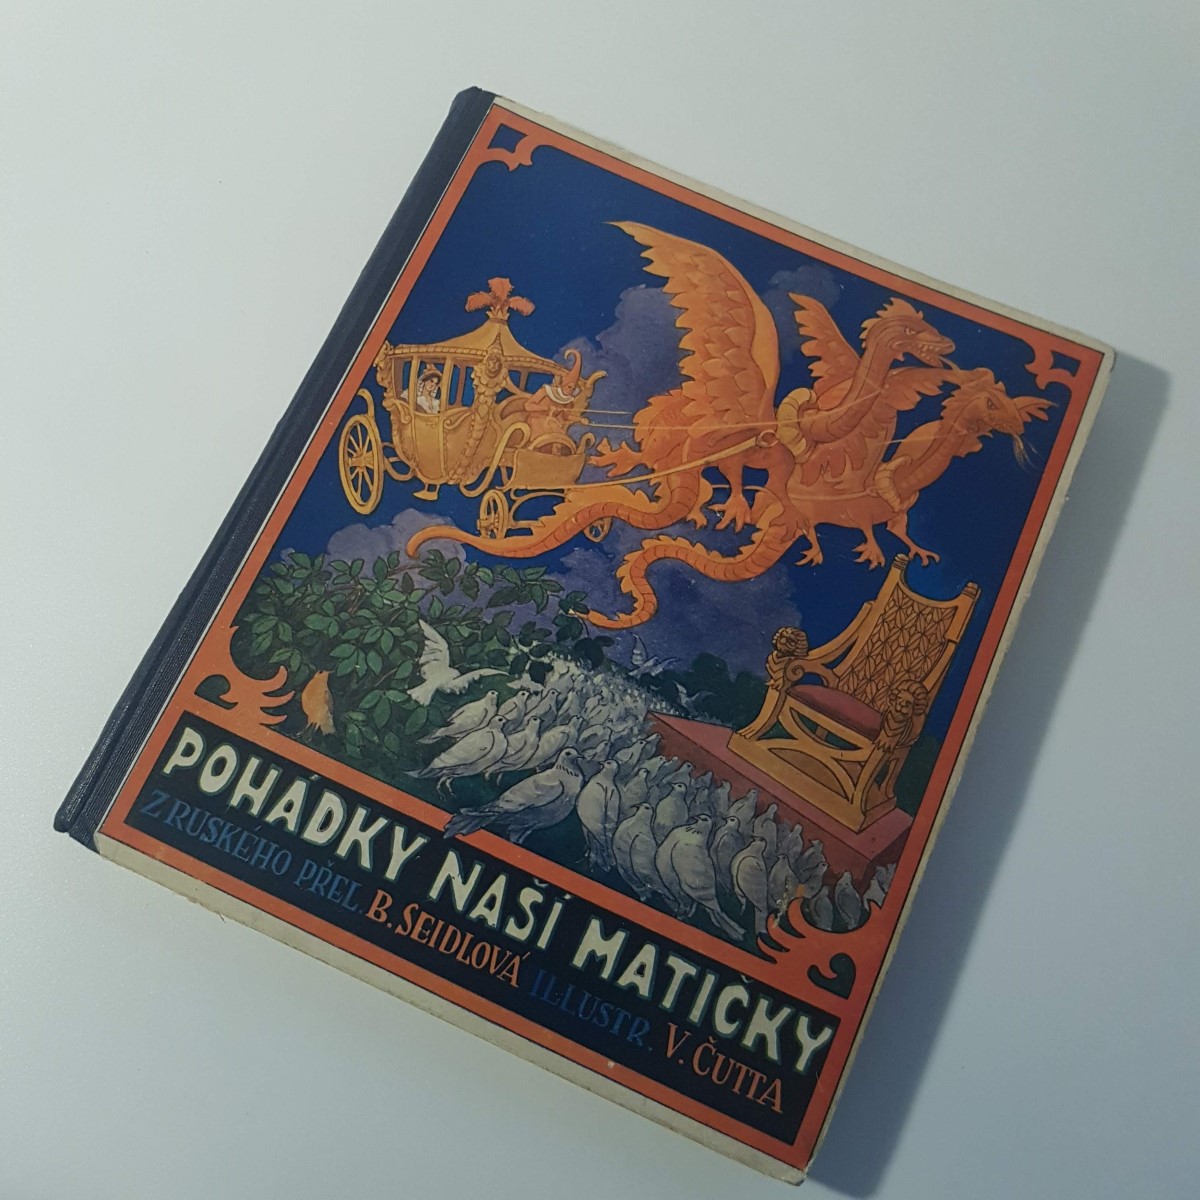 POHÁDKY NAŠÍ MATIČKY
Z RUSKÉHO PŘEL. B. SEIDLOVÁ ILLUSTR. V. ČUTTA